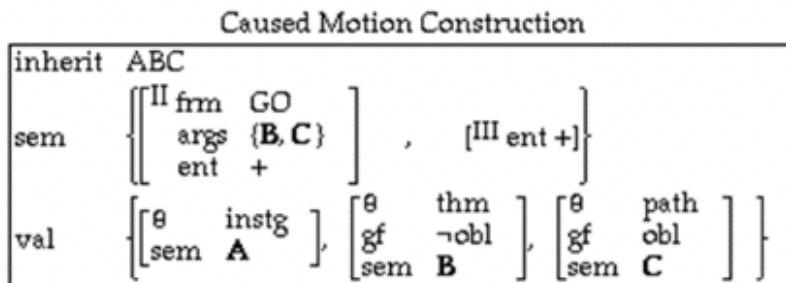 Caused Motion Construction
inherit ABC
II frm GO
sem args {B, C} , [III ent +]
ent +
θ instg , θ thm , θ path
val gf ¬obl gf obl
sem A sem B sem C